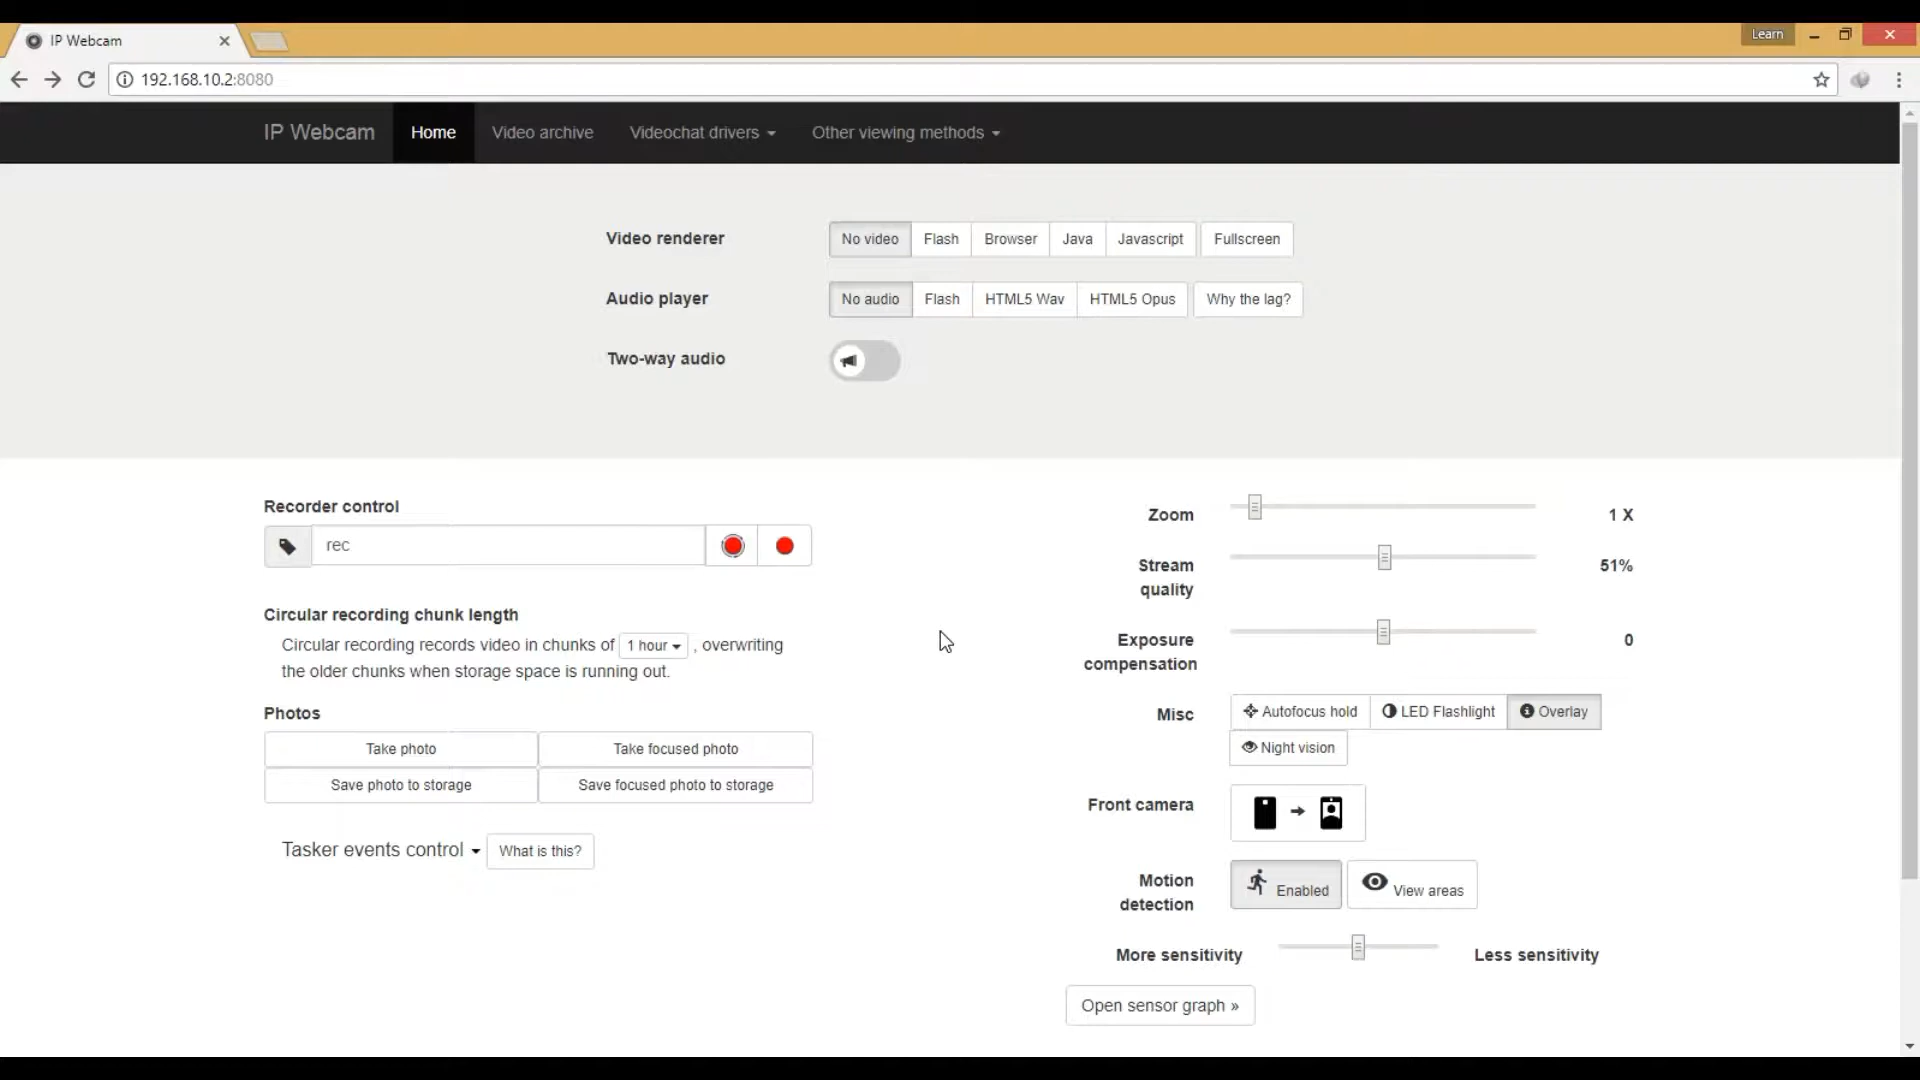 IP Webcam
Learn
192.168.10.2:8080
IP Webcam Home Video archive Videochat drivers Other viewing methods
Video renderer No video Flash Browser Java Javascript Fullscreen
Audio player No audio Flash HTML5 Wav HTML5 Opus Why the lag?
Two-way audio
Recorder control
rec
Circular recording chunk length
Circular recording records video in chunks of 1 hour , overwriting
the older chunks when storage space is running out.
Photos
Take photo Take focused photo
Save photo to storage Save focused photo to storage
Tasker events control What is this?
Zoom 1 X
Stream
quality 51%
Exposure
compensation 0
Misc Autofocus hold LED Flashlight Overlay
Night vision
Front camera
Motion
detection Enabled View areas
More sensitivity Less sensitivity
Open sensor graph »